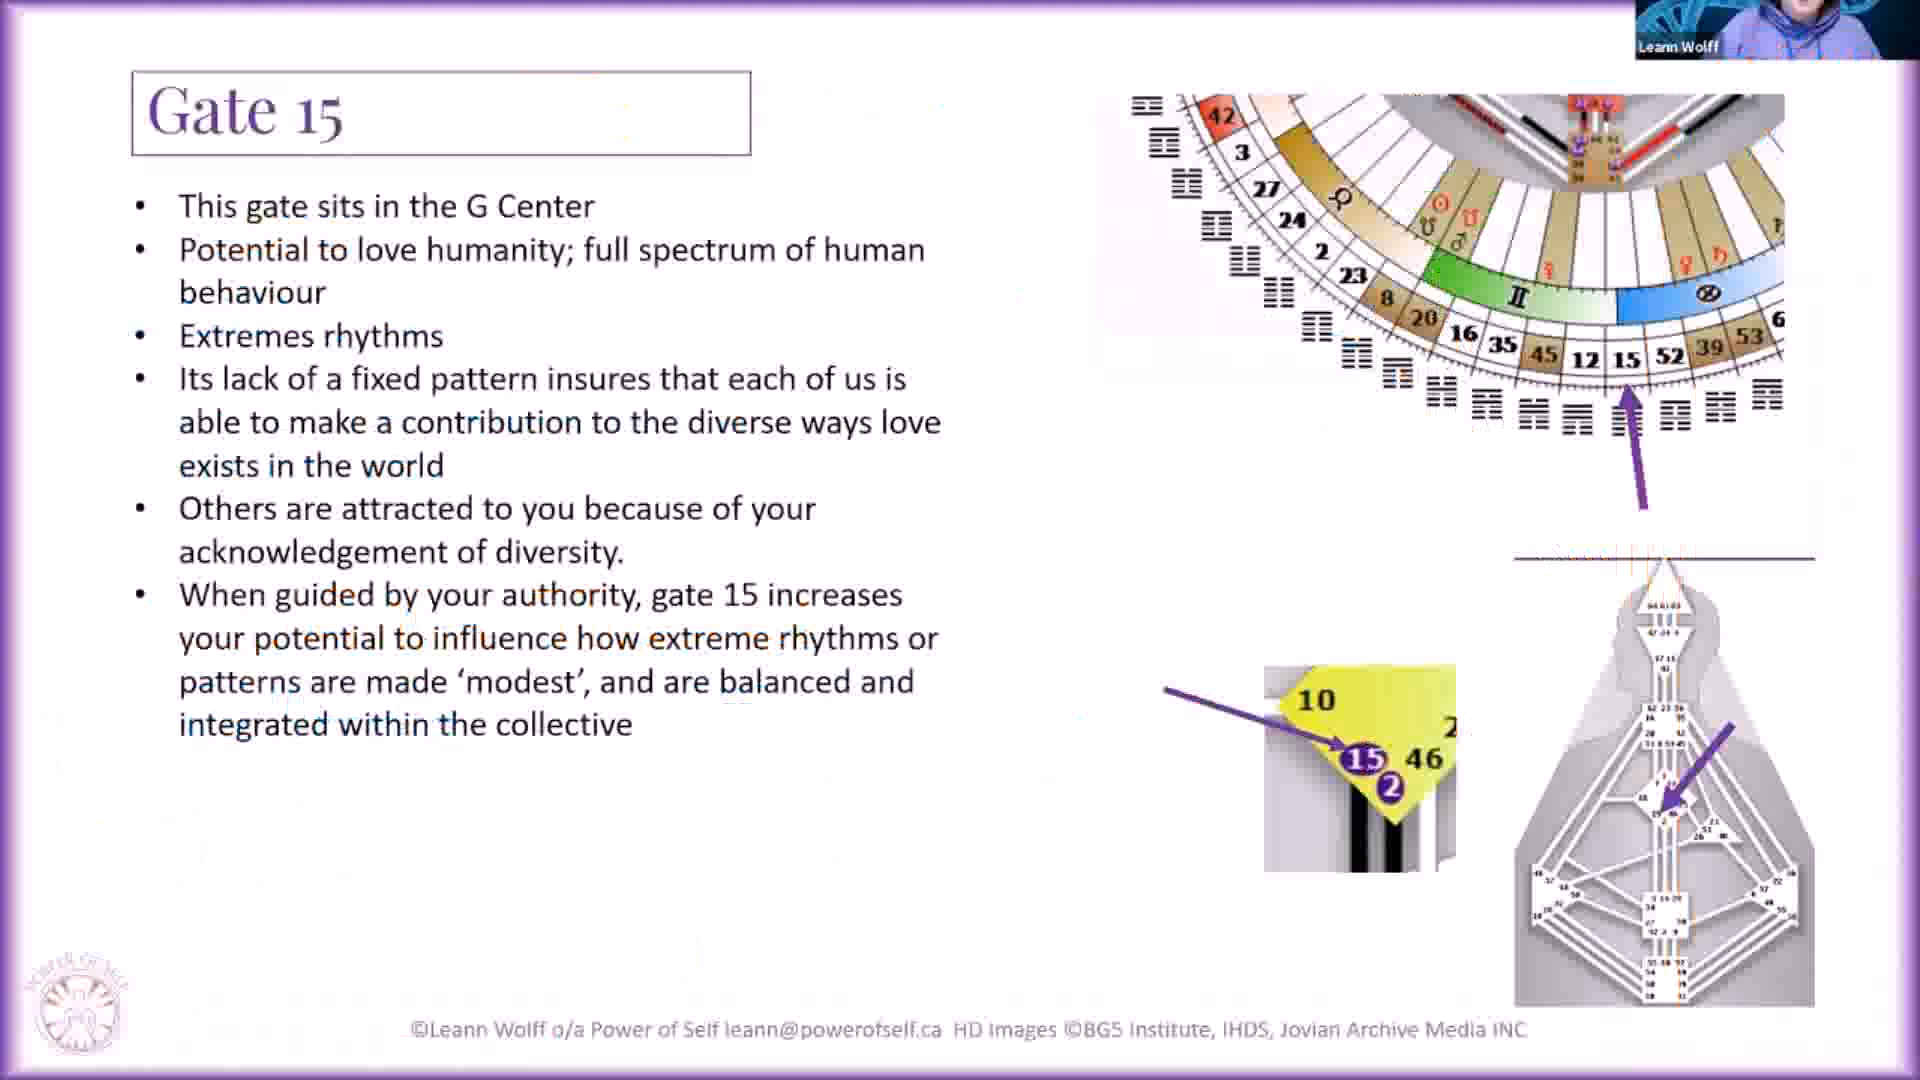 Leann Wolff
Gate 15
• This gate sits in the G Center
• Potential to love humanity; full spectrum of human
behaviour
• Extremes rhythms
• Its lack of a fixed pattern insures that each of us is
able to make a contribution to the diverse ways love
exists in the world
• Others are attracted to you because of your
acknowledgement of diversity.
• When guided by your authority, gate 15 increases
your potential to influence how extreme rhythms or
patterns are made ‘modest’, and are balanced and
integrated within the collective
42
3
27
24
2
23
8
20
16
35
45
12
15
52
39
53
6
10
2
15
46
2
POWER OF SELF
©Leann Wolff o/a Power of Self leann@powerofself.ca HD Images ©BG5 Institute, IHDS, Jovian Archive Media INC